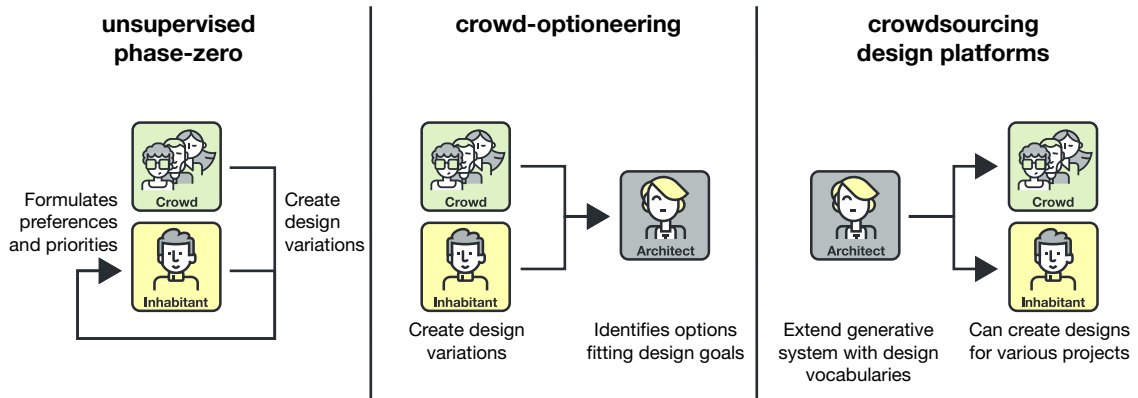 unsupervised
phase-zero
Crowd
Formulates
preferences
and priorities
Create
design
variations
Inhabitant
crowd-optioneering
Crowd
Architect
Inhabitant
Create design
variations
Identifies options
fitting design goals
crowdsourcing
design platforms
Crowd
Architect
Inhabitant
Extend generative
system with design
vocabularies
Can create designs
for various projects